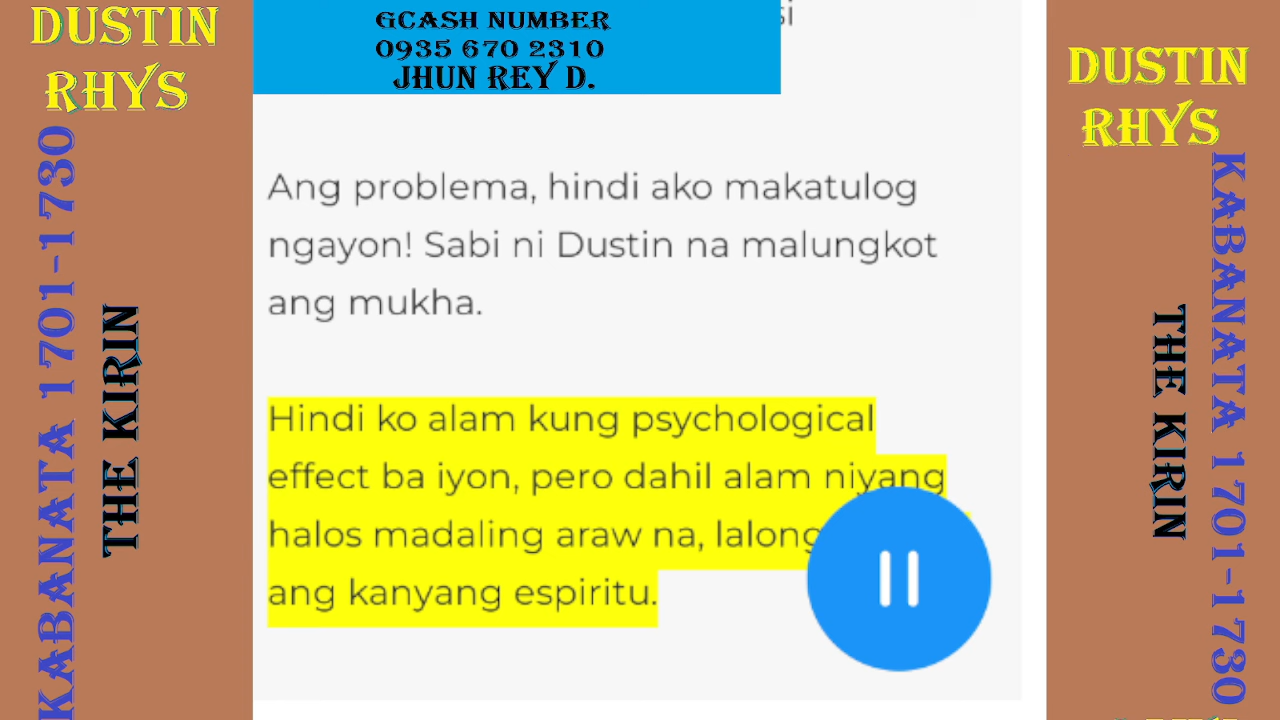 DUSTIN
RHYS
KABANATA 1701-1730
THE KIRIN
GCASH NUMBER
0935 670 2310
JHUN REY D.
si
Ang problema, hindi ako makatulog
ngayon! Sabi ni Dustin na malungkot
ang mukha.
Hindi ko alam kung psychological
effect ba iyon, pero dahil alam niyang
halos madaling araw na, lalong
ang kanyang espiritu.
DUSTIN
RHYS
KABANATA 1701-1730
THE KIRIN